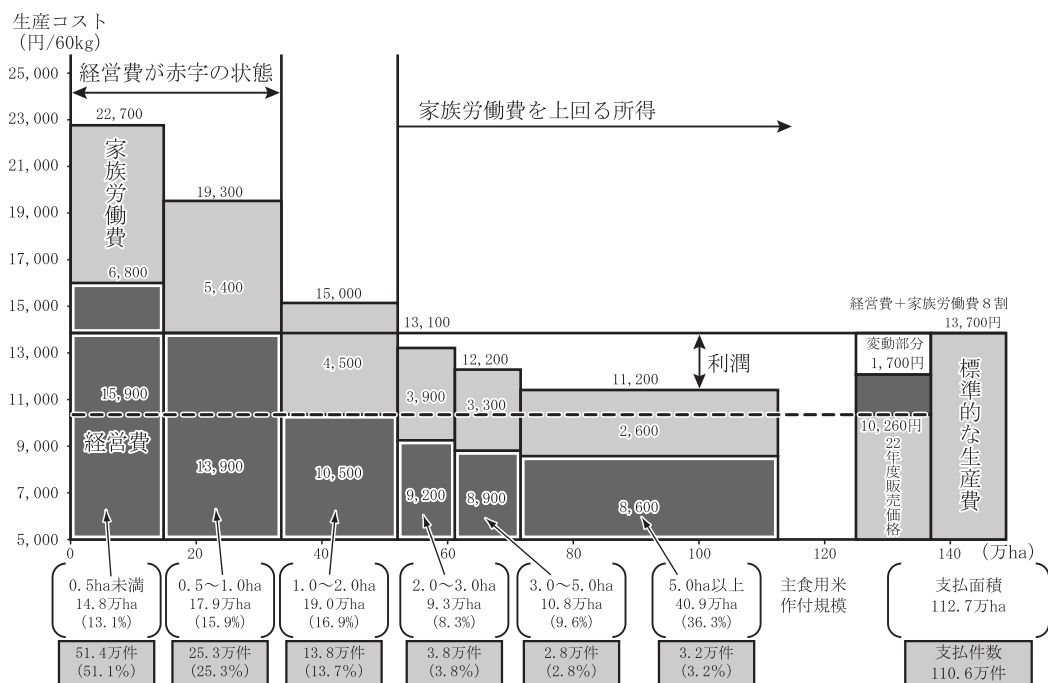 生産コスト
(円/60kg)
25,000
23,000
21,000
19,000
17,000
15,000
13,000
11,000
9,000
7,000
5,000
経営費が赤字の状態
家族労働費を上回る所得
22,700
家族労働費
6,800
15,900
経営費
19,300
5,400
13,900
15,000
4,500
10,500
13,100
3,900
9,200
12,200
3,300
8,900
利潤
11,200
2,600
8,600
経営費+家族労働費8割
13,700円
変動部分
1,700円
10,260円
22年度販売価格
標準的な生産費
0
20
40
60
80
100
120
140
(万ha)
0.5ha未満
14.8万ha
(13.1%)
0.5〜1.0ha
17.9万ha
(15.9%)
1.0〜2.0ha
19.0万ha
(16.9%)
2.0〜3.0ha
9.3万ha
(8.3%)
3.0〜5.0ha
10.8万ha
(9.6%)
5.0ha以上
40.9万ha
(36.3%)
主食用米
作付規模
支払面積
112.7万ha
51.4万件
(51.1%)
25.3万件
(25.3%)
13.8万件
(13.7%)
3.8万件
(3.8%)
2.8万件
(2.8%)
3.2万件
(3.2%)
支払件数
110.6万件